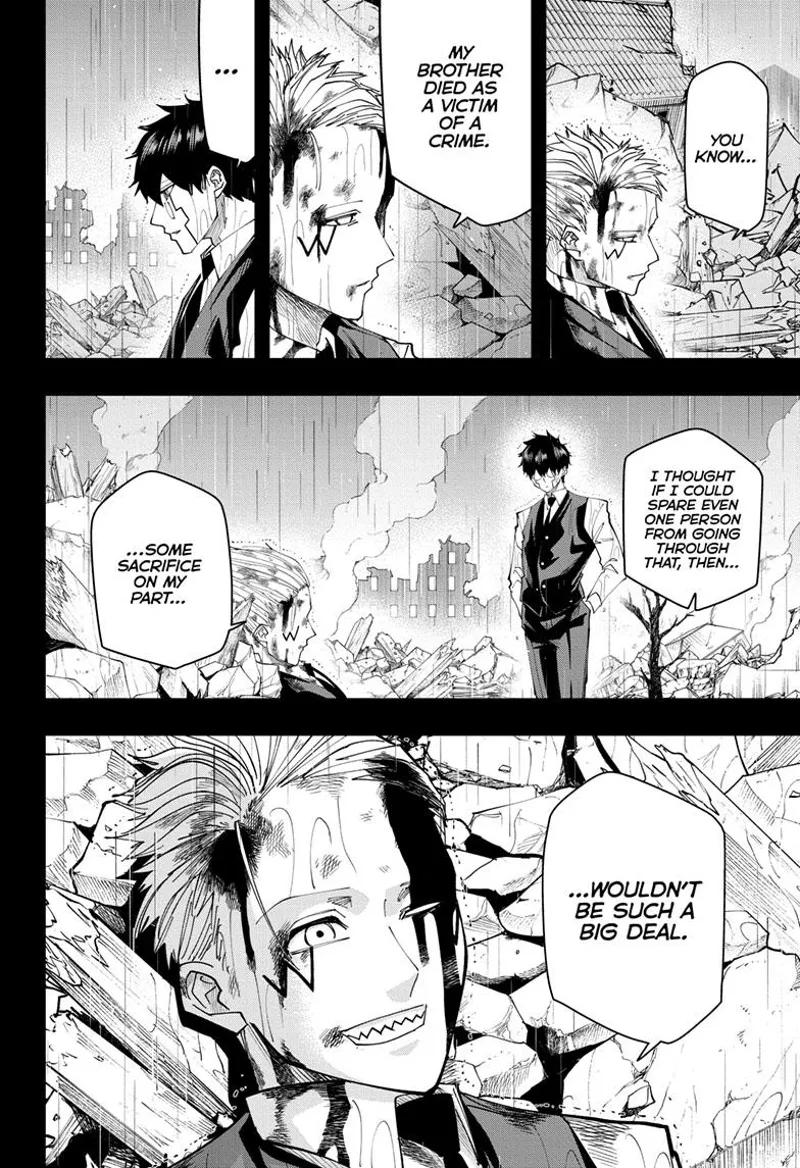 YOU
KNOW...
MY
BROTHER
DIED AS
A VICTIM
OF A
CRIME.
...
I THOUGHT
IF I COULD
SPARE EVEN
ONE PERSON
FROM GOING
THROUGH
THAT, THEN...
...SOME
SACRIFICE
ON MY
PART...
...WOULDN'T
BE SUCH A
BIG DEAL.